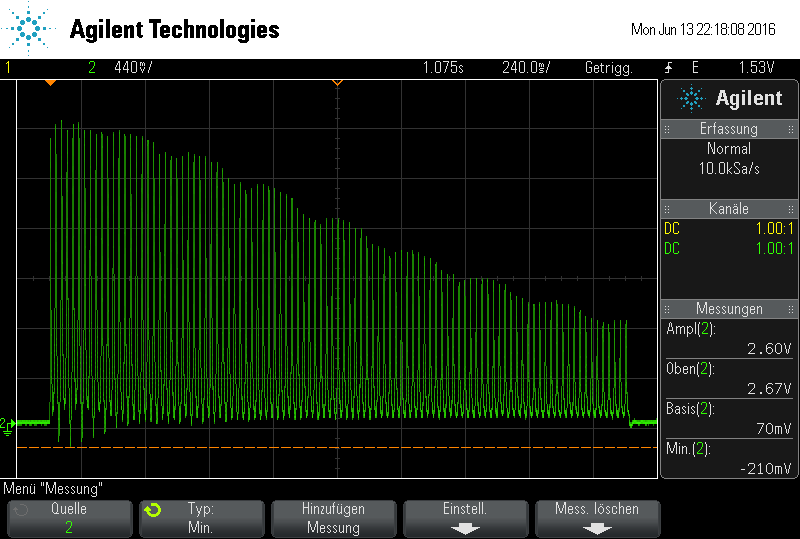 Agilent Technologies
Mon Jun 13 22:18:08 2016
1 2 440mV/ 1.075s 240.0ms/ Getrigg. E 1.53V
Agilent
Erfassung
Normal
10.0kSa/s
Kanäle
DC 1.00:1
DC 1.00:1
Messungen
Ampl(2):
2.60V
Oben(2):
2.67V
Basis(2):
70mV
Min.(2):
-210mV
2
Menü "Messung"
Quelle
2
Typ:
Min.
Hinzufügen
Messung
Einstell.
Mess. löschen